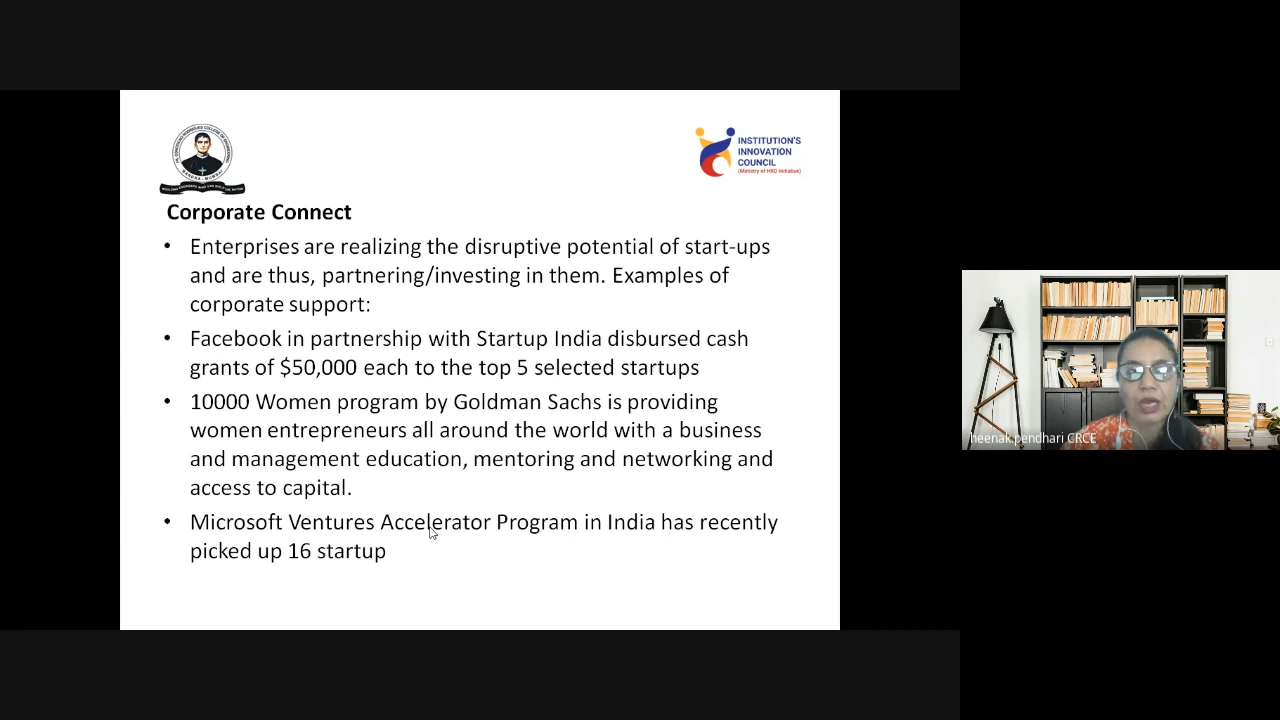 INSTITUTION'S
INNOVATION
COUNCIL
(Ministry of HRD Initiative)
Corporate Connect
• Enterprises are realizing the disruptive potential of start-ups
and are thus, partnering/investing in them. Examples of
corporate support:
• Facebook in partnership with Startup India disbursed cash
grants of $50,000 each to the top 5 selected startups
• 10000 Women program by Goldman Sachs is providing
women entrepreneurs all around the world with a business
and management education, mentoring and networking and
access to capital.
• Microsoft Ventures Accelerator Program in India has recently
picked up 16 startup
heenak.pendhari CRCE